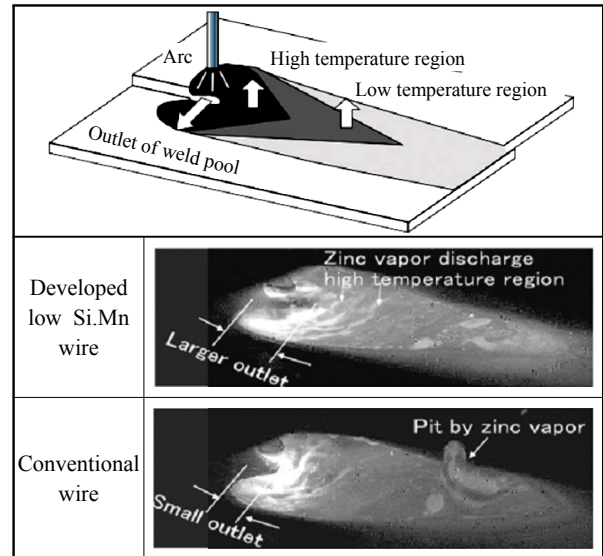 Arc
High temperature region
Low temperature region
Outlet of weld pool
Developed
low Si.Mn
wire
Zinc vapor discharge
high temperature region
Larger outlet
Conventional
wire
Pit by zinc vapor
Small outlet